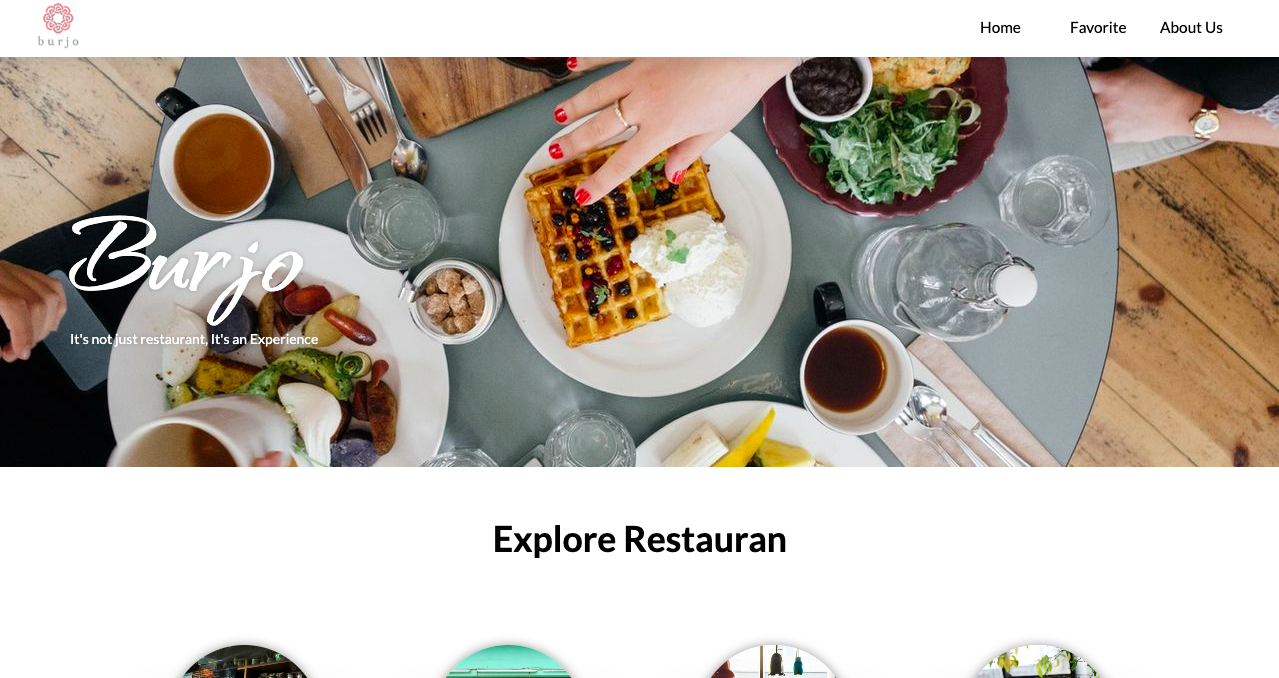 burjo
Home Favorite About Us
Burjo
It's not just restaurant, It's an Experience
Explore Restauran